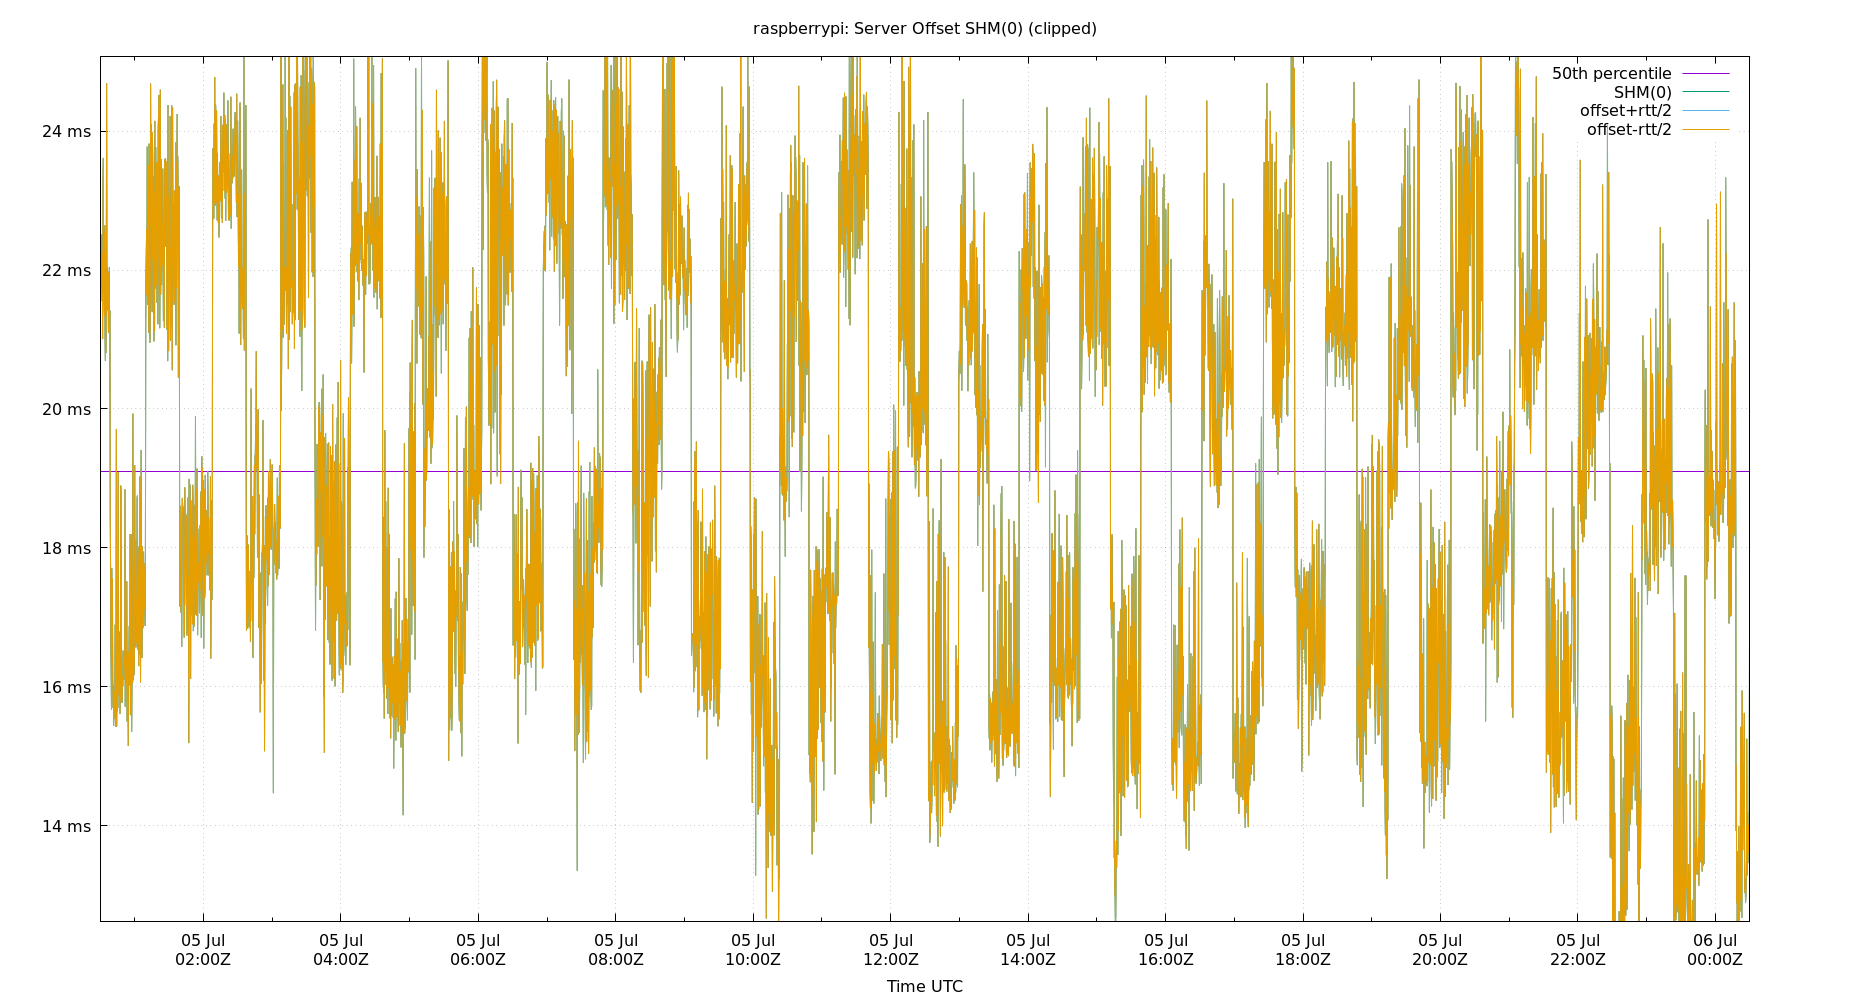 raspberrypi: Server Offset SHM(0) (clipped)
50th percentile
SHM(0)
offset+rtt/2
offset-rtt/2
24 ms
22 ms
20 ms
18 ms
16 ms
14 ms
05 Jul 05 Jul 05 Jul 05 Jul 05 Jul 05 Jul 05 Jul 05 Jul 05 Jul 05 Jul 05 Jul 06 Jul
02:00Z 04:00Z 06:00Z 08:00Z 10:00Z 12:00Z 14:00Z 16:00Z 18:00Z 20:00Z 22:00Z 00:00Z
Time UTC